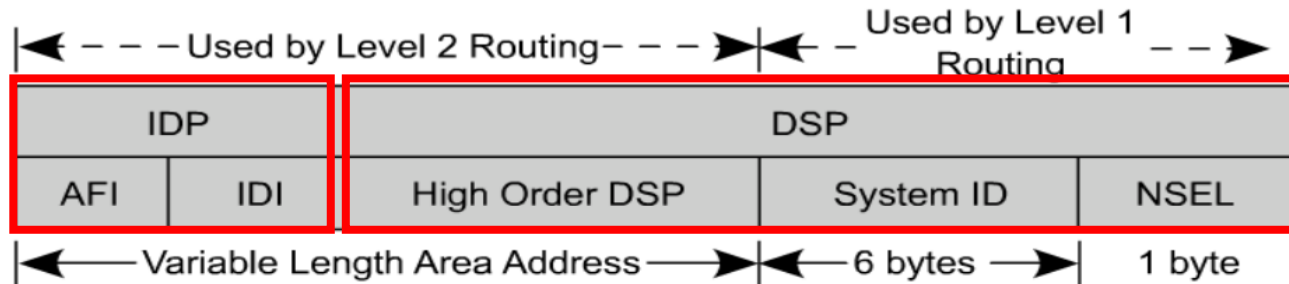 Used by Level 2 Routing
Used by Level 1
Routing
IDP
DSP
AFI
IDI
High Order DSP
System ID
NSEL
Variable Length Area Address
6 bytes
1 byte